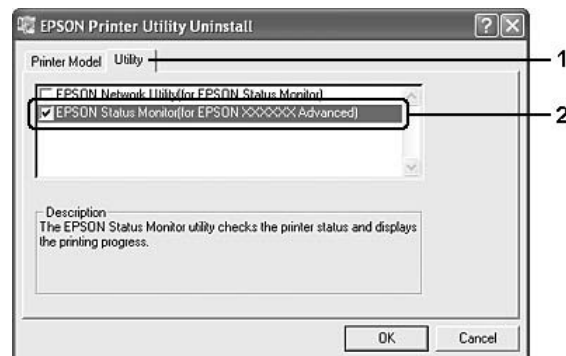 EPSON Printer Utility Uninstall
Printer Model Utility
1
EPSON Network Utility(for EPSON Status Monitor)
EPSON Status Monitor(for EPSON XXXXXX Advanced)
2
Description
The EPSON Status Monitor utility checks the printer status and displays
the printing progress.
OK Cancel